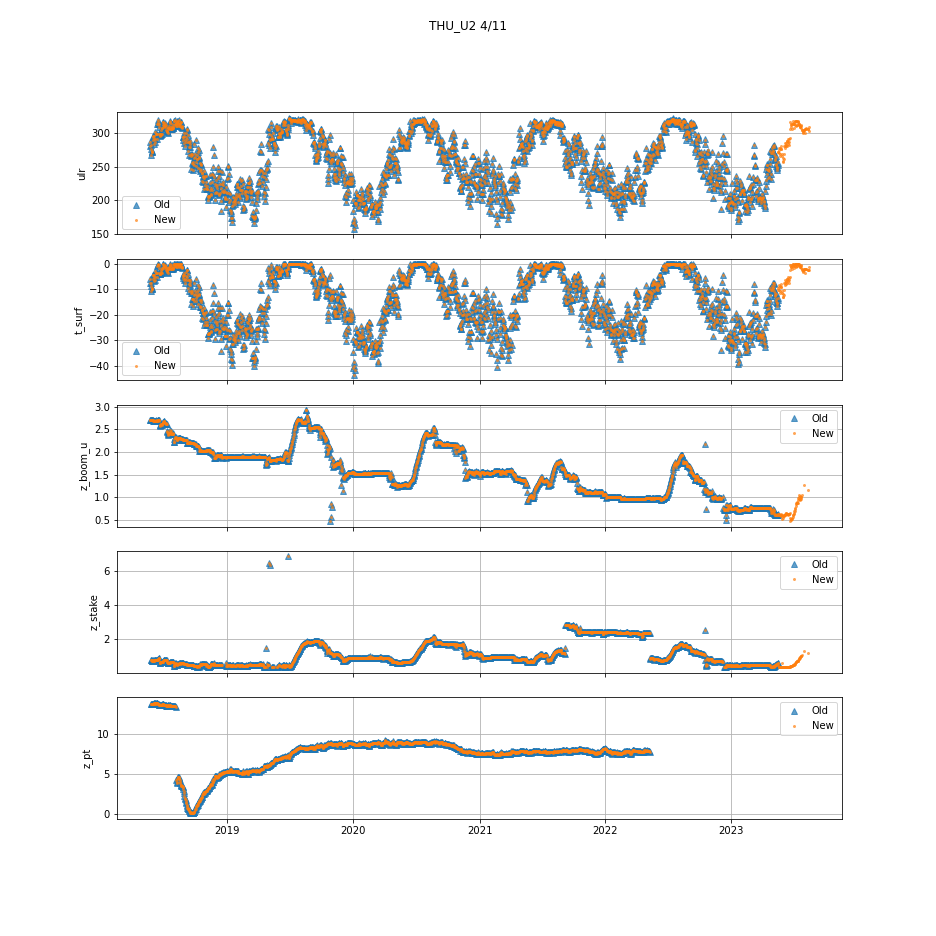 THU_U2 4/11
ulr
300
250
200
150
Old
New
t_surf
0
−10
−20
−30
−40
Old
New
z_boom_u
3.0
2.5
2.0
1.5
1.0
0.5
Old
New
z_stake
6
4
2
Old
New
z_pt
10
5
0
Old
New
2019 2020 2021 2022 2023